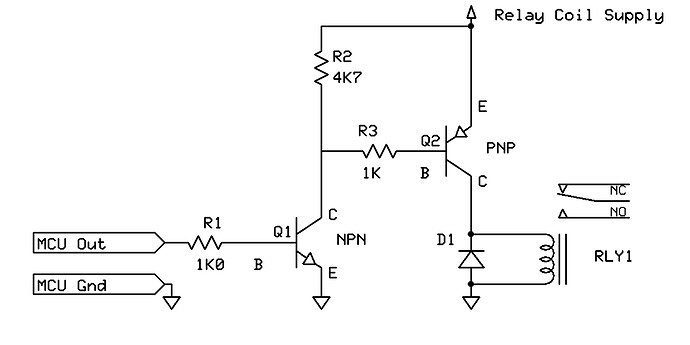 Relay Coil Supply
R2
4K7
E
R3
Q2
PNP
1K
B
C
NC
NO
R1
C
Q1
NPN
D1
MCU Out
1K0
B
E
RLY1
MCU Gnd